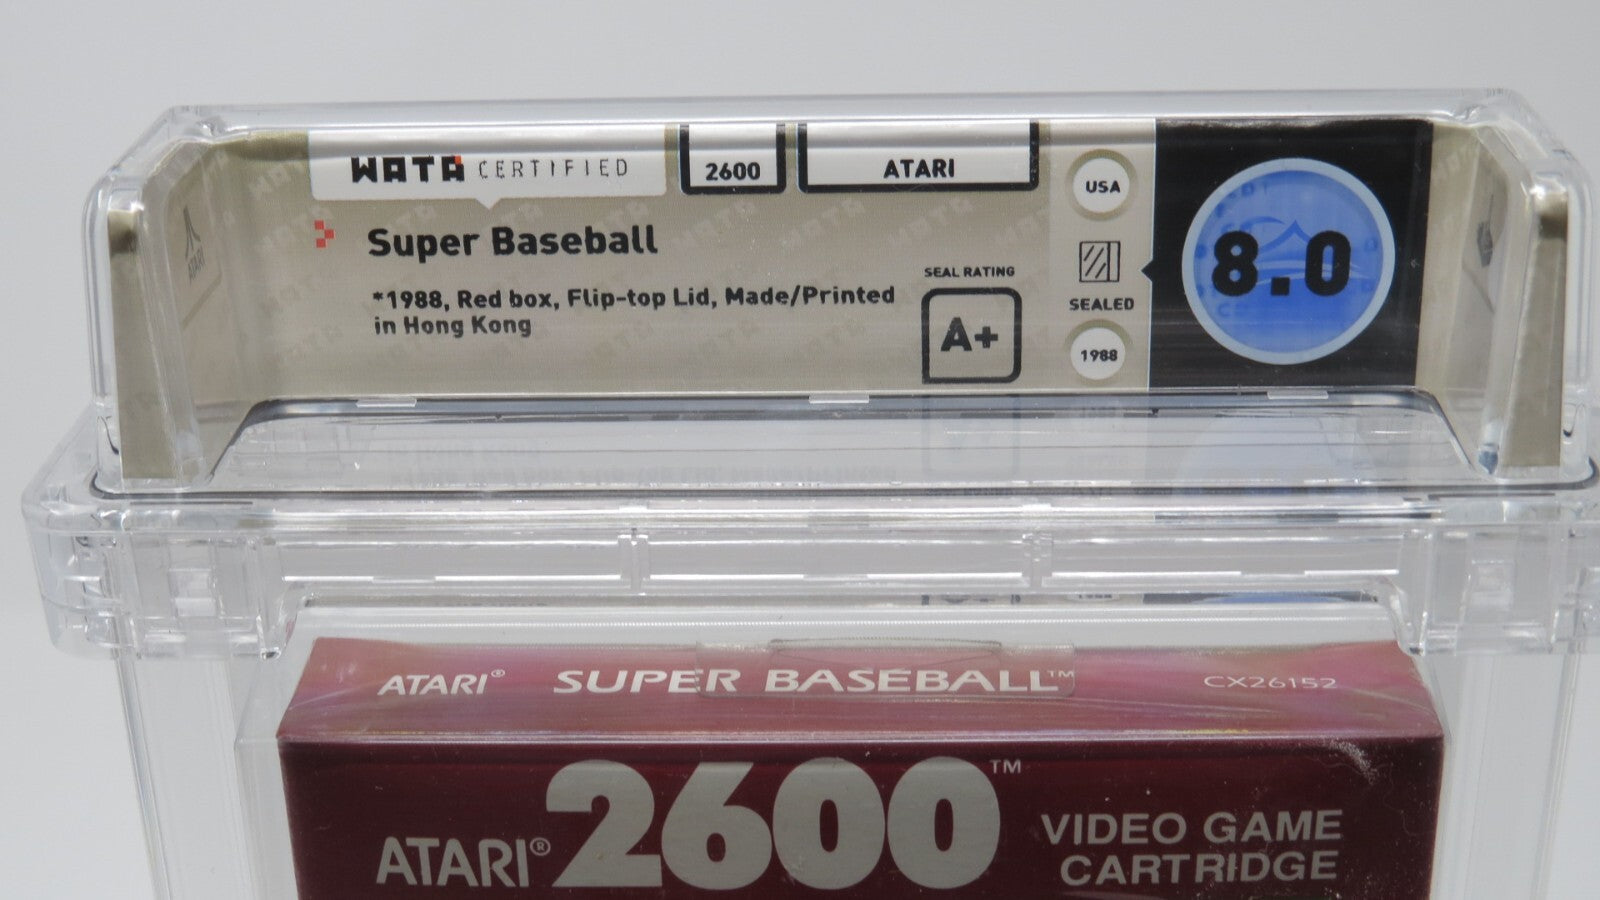 WATA CERTIFIED
2600
ATARI
USA
Super Baseball
8.0
SEAL RATING
*1988, Red box, Flip-top Lid, Made/Printed
in Hong Kong
SEALED
A+
1988
ATARI
ATARI® SUPER BASEBALL™ CX26152
ATARI® 2600™ VIDEO GAME
CARTRIDGE